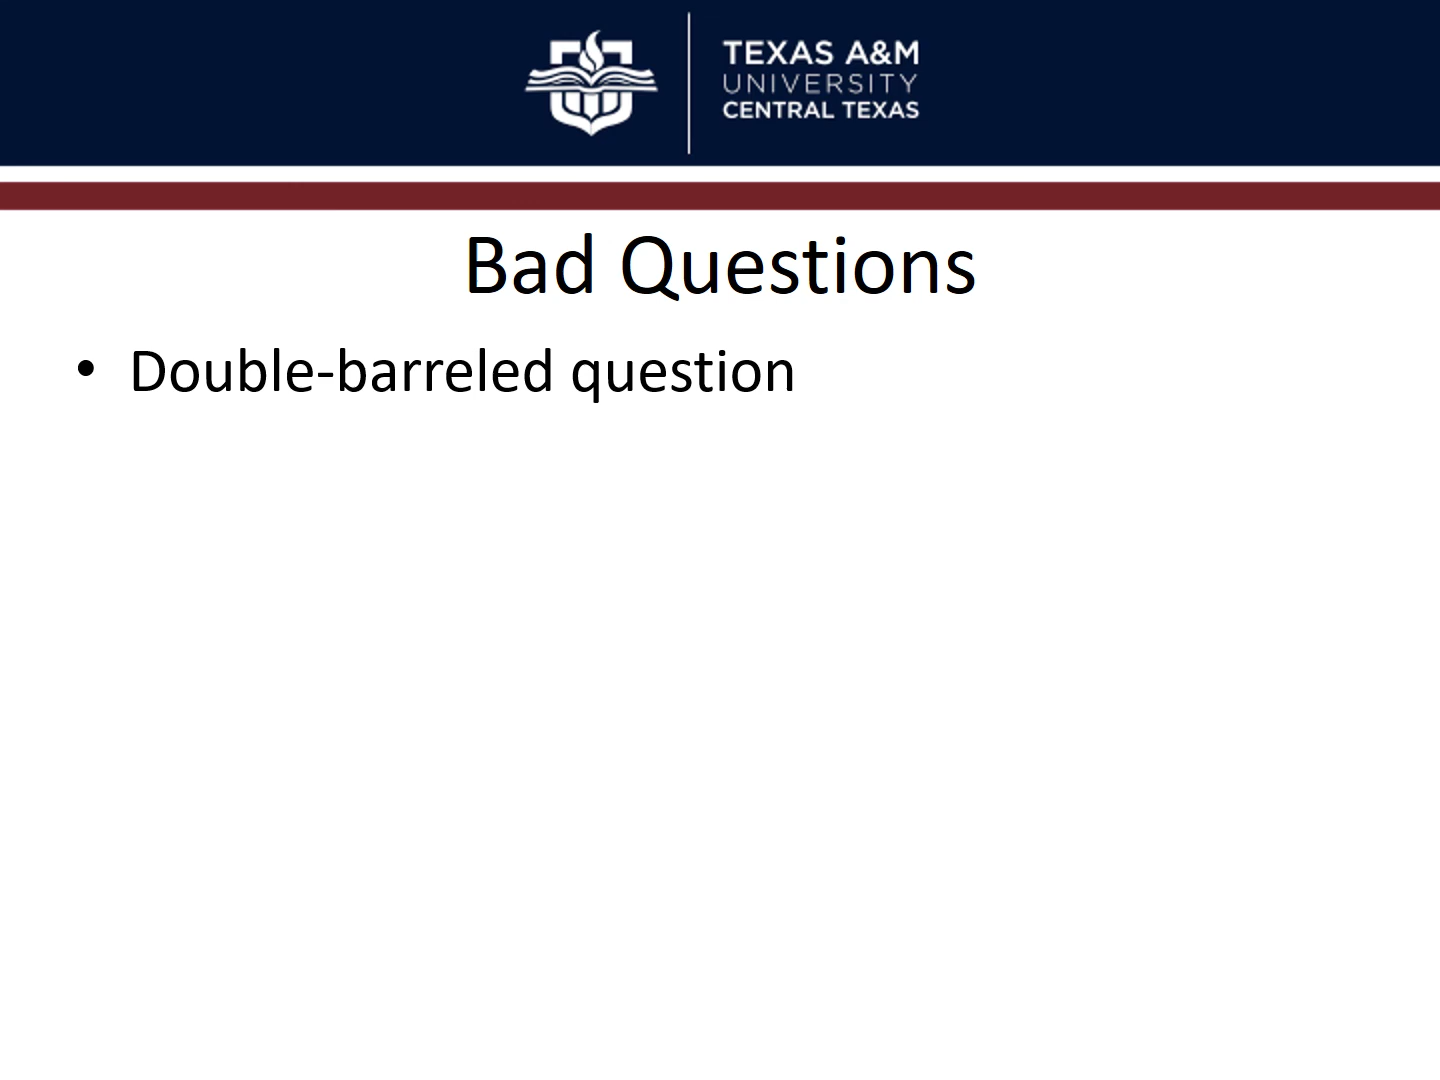 TEXAS A&M
UNIVERSITY
CENTRAL TEXAS
Bad Questions
• Double-barreled question